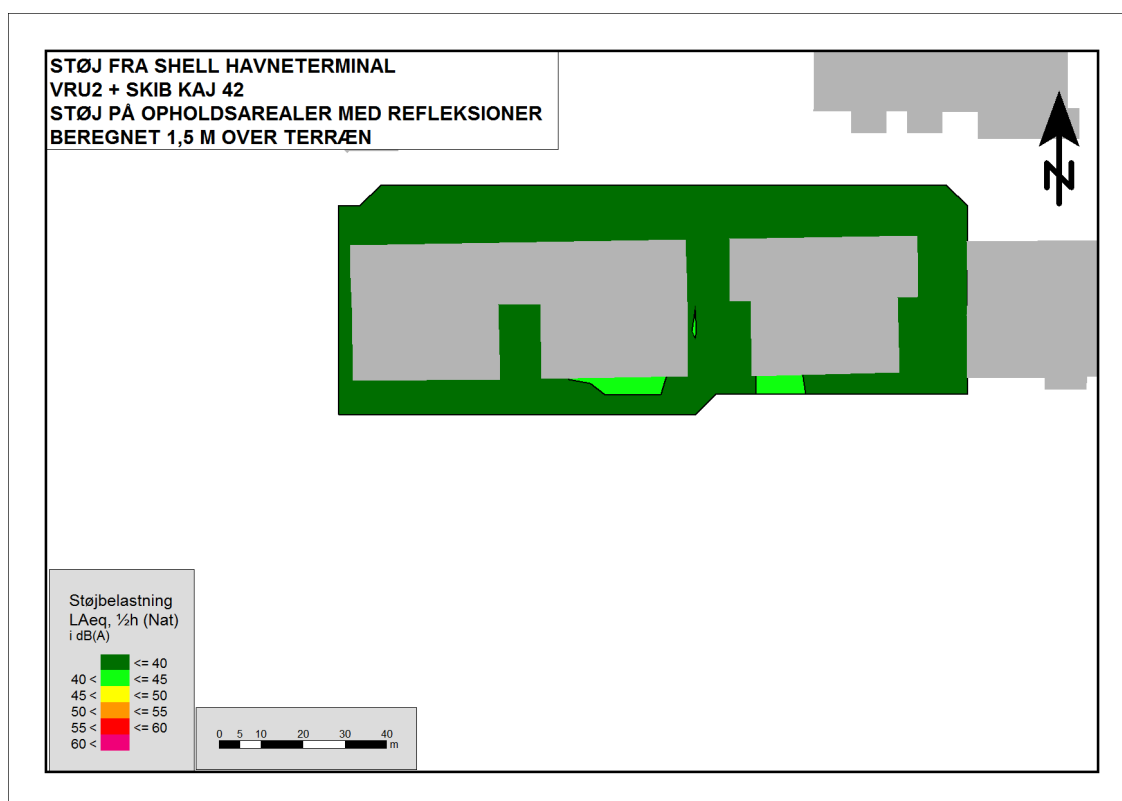 STØJ FRA SHELL HAVNETERMINAL
VRU2 + SKIB KAJ 42
STØJ PÅ OPHOLDSAREALER MED REFLEKSIONER
BEREGNET 1,5 M OVER TERRÆN
N
Støjbelastning
LAeq, ½h (Nat)
i dB(A)
<= 40
40 < <= 45
45 < <= 50
50 < <= 55
55 < <= 60
60 <
0 5 10 20 30 40
m